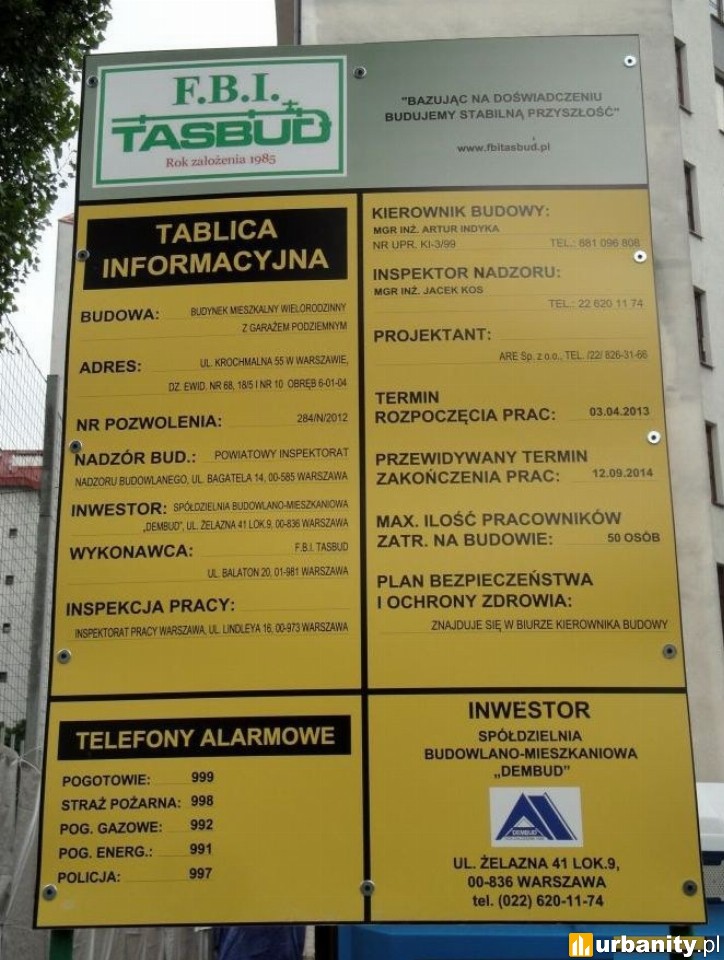 F.B.I.
TASBUD
Rok założenia 1985
"BAZUJĄC NA DOŚWIADCZENIU
BUDUJEMY STABILNĄ PRZYSZŁOŚĆ"
www.fbitasbud.pl
TABLICA
INFORMACYJNA
BUDOWA: BUDYNEK MIESZKALNY WIELORODZINNY
Z GARAŻEM PODZIEMNYM
ADRES: UL. KROCHMALNA 55 W WARSZAWIE,
DZ. EWID. NR 68, 18/5 I NR 10 OBRĘB 6-01-04
NR POZWOLENIA: 284/N/2012
NADZÓR BUD.: POWIATOWY INSPEKTORAT
NADZORU BUDOWLANEGO, UL. BAGATELA 14, 00-585 WARSZAWA
INWESTOR: SPÓŁDZIELNIA BUDOWLANO-MIESZKANIOWA
„DEMBUD", UL. ŻELAZNA 41 LOK.9, 00-836 WARSZAWA
WYKONAWCA: F.B.I. TASBUD
UL. BALATON 20, 01-981 WARSZAWA
INSPEKCJA PRACY:
INSPEKTORAT PRACY WARSZAWA, UL. LINDLEYA 16, 00-973 WARSZAWA
KIEROWNIK BUDOWY:
MGR INŻ. ARTUR INDYKA
NR UPR. KI-3/99 TEL.: 881 096 808
INSPEKTOR NADZORU:
MGR INŻ. JACEK KOS
TEL.: 22 620 11 74
PROJEKTANT:
ARE Sp. z o.o., TEL. /22/ 826-31-66
TERMIN
ROZPOCZĘCIA PRAC: 03.04.2013
PRZEWIDYWANY TERMIN
ZAKOŃCZENIA PRAC: 12.09.2014
MAX. ILOŚĆ PRACOWNIKÓW
ZATR. NA BUDOWIE: 50 OSÓB
PLAN BEZPIECZEŃSTWA
I OCHRONY ZDROWIA:
ZNAJDUJE SIĘ W BIURZE KIEROWNIKA BUDOWY
TELEFONY ALARMOWE
POGOTOWIE: 999
STRAŻ POŻARNA: 998
POG. GAZOWE: 992
POG. ENERG.: 991
POLICJA: 997
INWESTOR
SPÓŁDZIELNIA
BUDOWLANO-MIESZKANIOWA
„DEMBUD"
DEMBUD
UL. ŻELAZNA 41 LOK.9,
00-836 WARSZAWA
tel. (022) 620-11-74
urbanity.pl